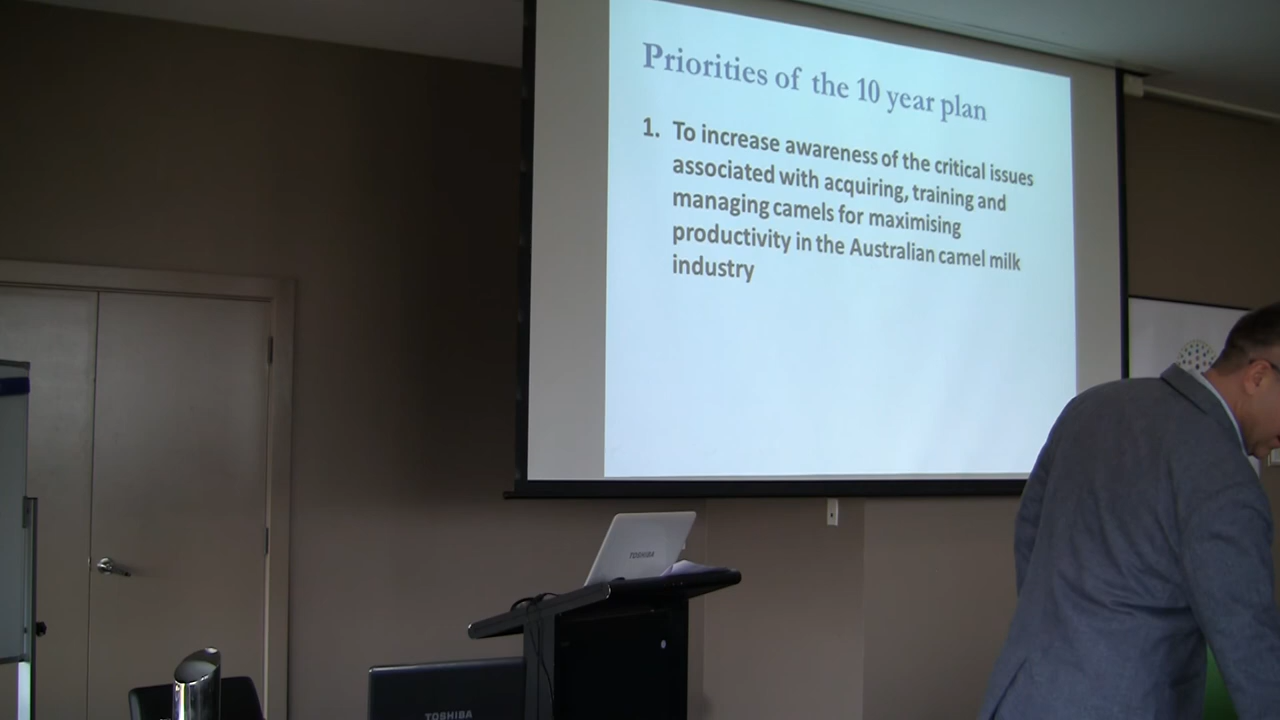 Priorities of the 10 year plan
1. To increase awareness of the critical issues
associated with acquiring, training and
managing camels for maximising
productivity in the Australian camel milk
industry
TOSHIBA
TOSHIBA